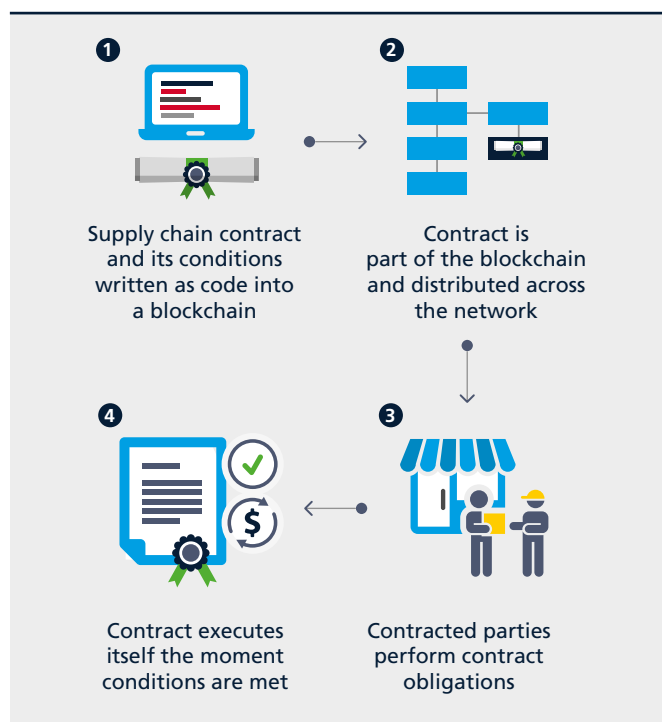 1
Supply chain contract
and its conditions
written as code into
a blockchain
2
Contract is
part of the blockchain
and distributed across
the network
3
Contracted parties
perform contract
obligations
4
$
Contract executes
itself the moment
conditions are met